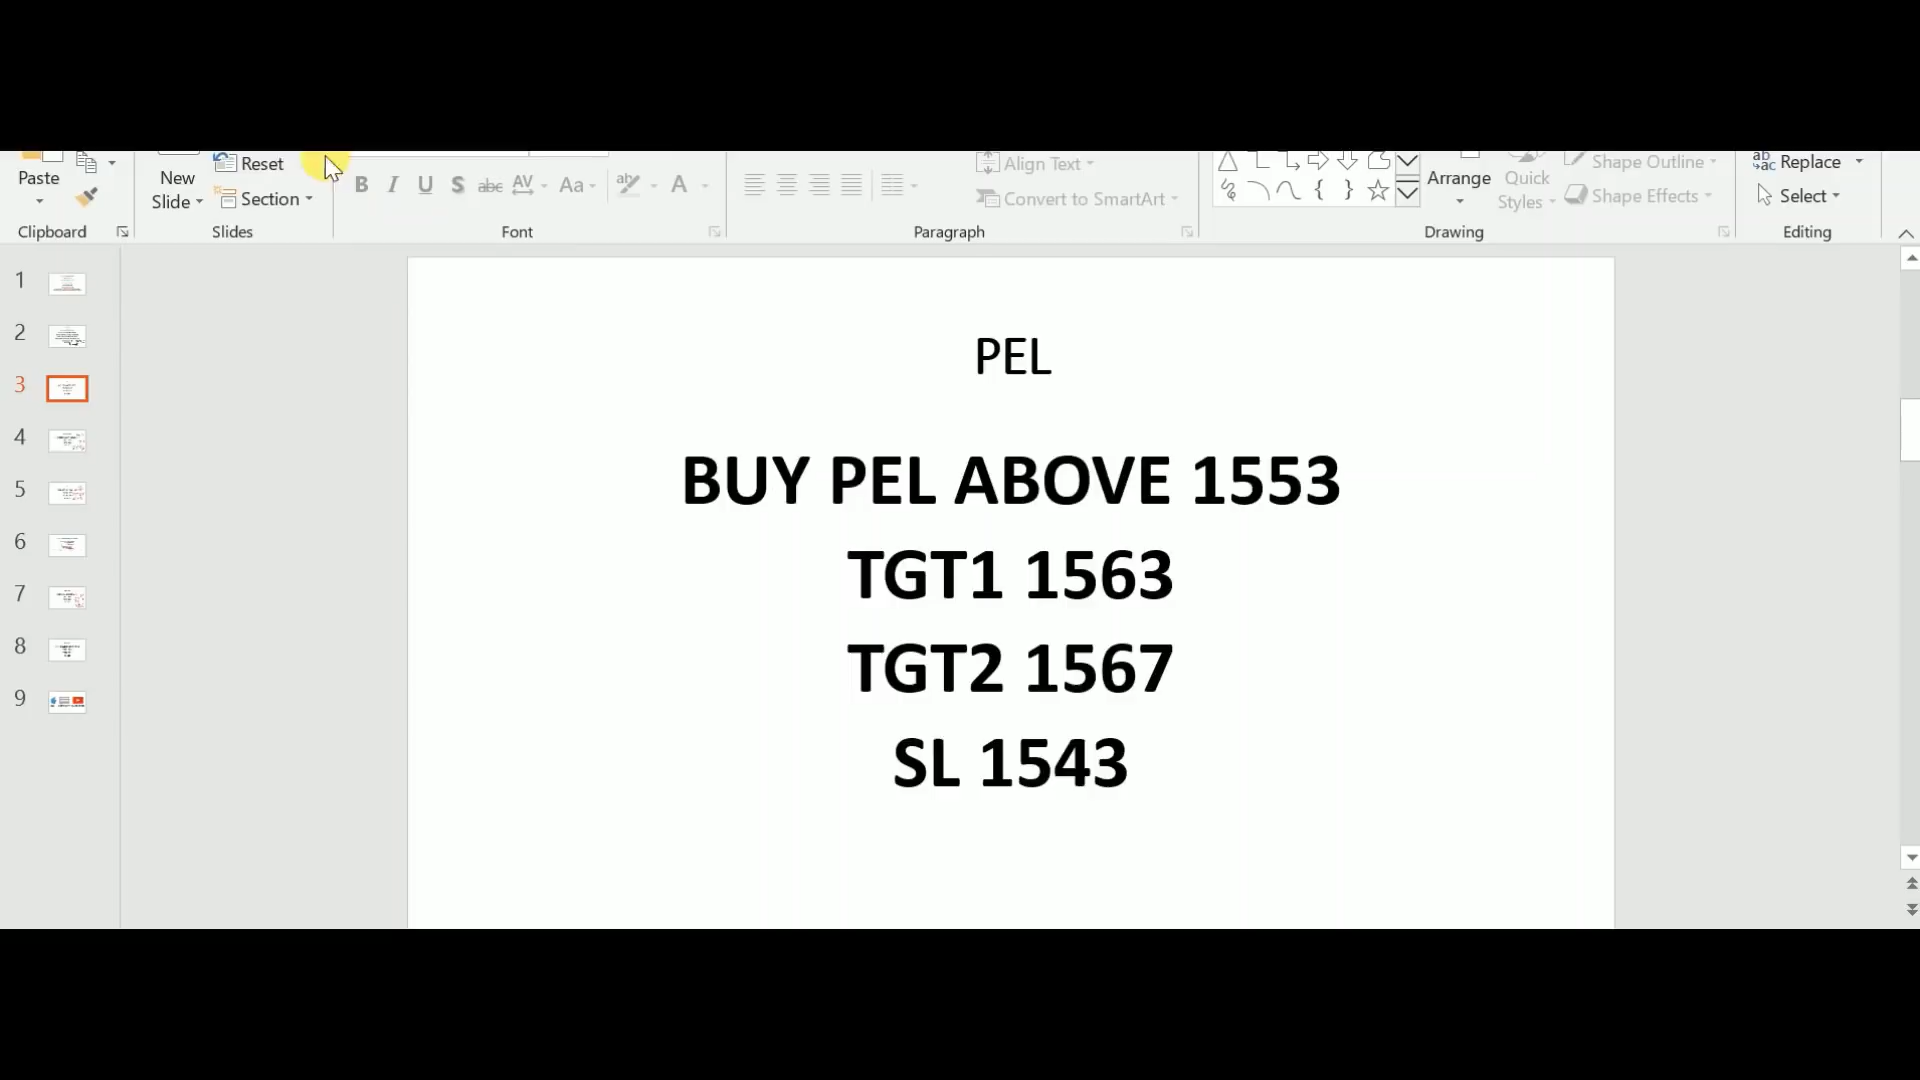 Reset
Align Text
Shape Outline
Replace
Paste
New
Slide
Section
B I U S abc AV Aa A
Convert to SmartArt
Arrange
Quick
Styles
Shape Effects
Select
Clipboard
Slides
Font
Paragraph
Drawing
Editing
1
2
3
4
5
6
7
8
9
PEL
BUY PEL ABOVE 1553
TGT1 1563
TGT2 1567
SL 1543